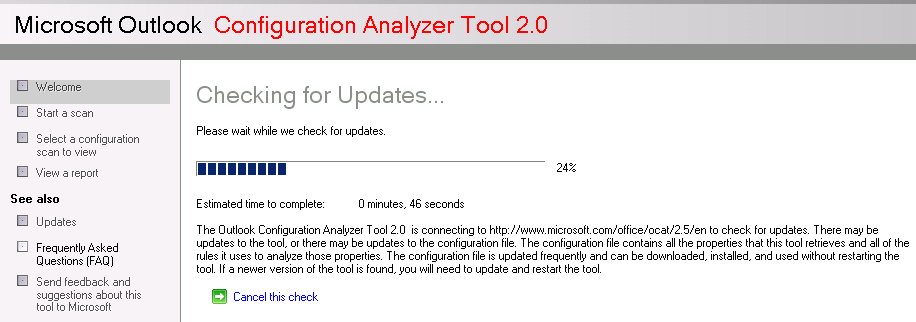 Microsoft Outlook Configuration Analyzer Tool 2.0
Welcome
Start a scan
Select a configuration
scan to view
View a report
See also
Updates
Frequently Asked
Questions (FAQ)
Send feedback and
suggestions about this
tool to Microsoft
Checking for Updates...
Please wait while we check for updates.
24%
Estimated time to complete: 0 minutes, 46 seconds
The Outlook Configuration Analyzer Tool 2.0 is connecting to http://www.microsoft.com/office/ocat/2.5/en to check for updates. There may be
updates to the tool, or there may be updates to the configuration file. The configuration file contains all the properties that this tool retrieves and all of the
rules it uses to analyze those properties. The configuration file is updated frequently and can be downloaded, installed, and used without restarting the
tool. If a newer version of the tool is found, you will need to update and restart the tool.
Cancel this check